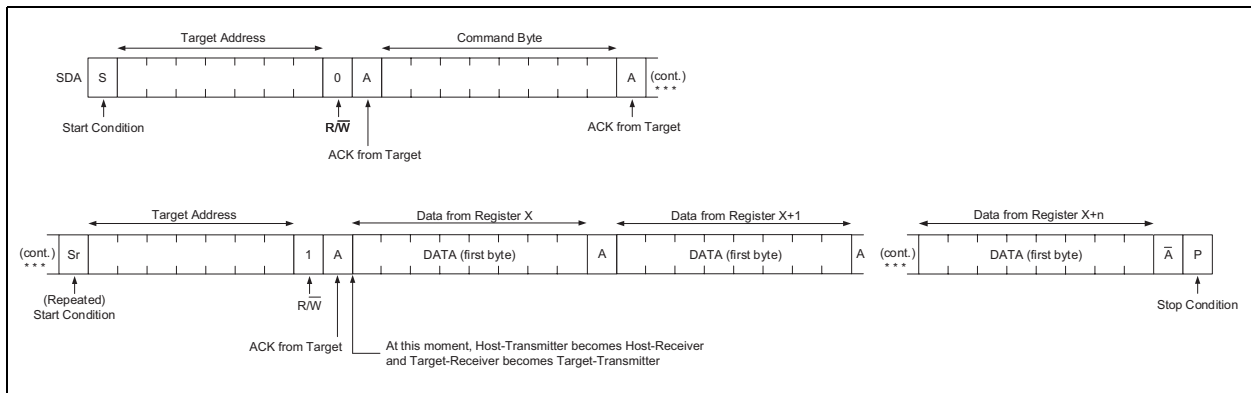 Target Address
Command Byte
SDA S 0 A A (cont.)
* * *
Start Condition
R/W̅
ACK from Target
ACK from Target
Target Address
Data from Register X
Data from Register X+1
Data from Register X+n
(cont.)
* * *
Sr 1 A DATA (first byte) A DATA (first byte) A
(cont.)
* * *
DATA (first byte) A̅ P
(Repeated)
Start Condition
R/W̅
Stop Condition
ACK from Target
At this moment, Host-Transmitter becomes Host-Receiver
and Target-Receiver becomes Target-Transmitter